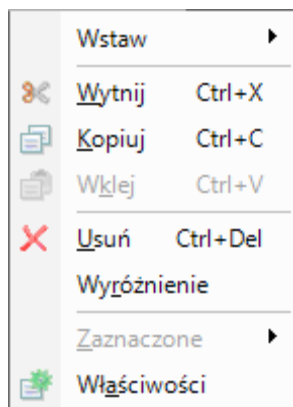 Wstaw
Wytnij Ctrl+X
Kopiuj Ctrl+C
Wklej Ctrl+V
Usuń Ctrl+Del
Wyróżnienie
Zaznaczone
Właściwości